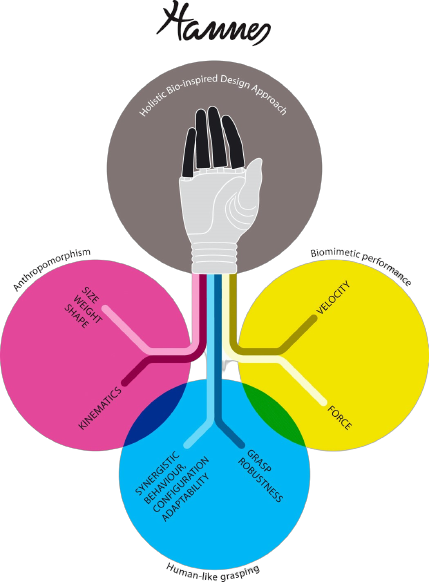 Hannes
Holistic Bio-inspired Design Approach
Anthropomorphism
Biomimetic performance
SIZE
WEIGHT
SHAPE
VELOCITY
KINEMATICS
FORCE
SYNERGISTIC
BEHAVIOUR,
CONFIGURATION
ADAPTABILITY
GRASP
ROBUSTNESS
Human-like grasping